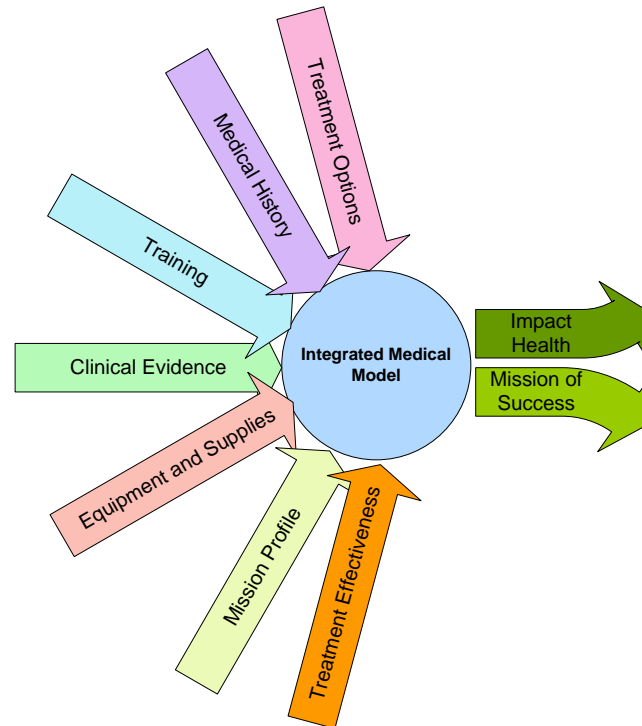 Treatment Options
Medical History
Training
Clinical Evidence
Equipment and Supplies
Mission Profile
Treatment Effectiveness
Integrated Medical
Model
Impact
Health
Mission of
Success